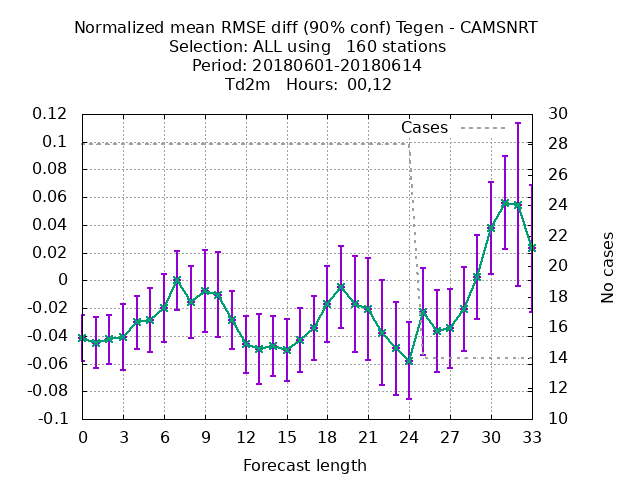 Normalized mean RMSE diff (90% conf) Tegen - CAMSNRT
Selection: ALL using   160 stations
Period: 20180601-20180614
Td2m   Hours:  00,12
Cases
0.12
0.1
0.08
0.06
0.04
0.02
0
-0.02
-0.04
-0.06
-0.08
-0.1
30
28
26
24
22
20
18
16
14
12
10
No cases
0 3 6 9 12 15 18 21 24 27 30 33
Forecast length